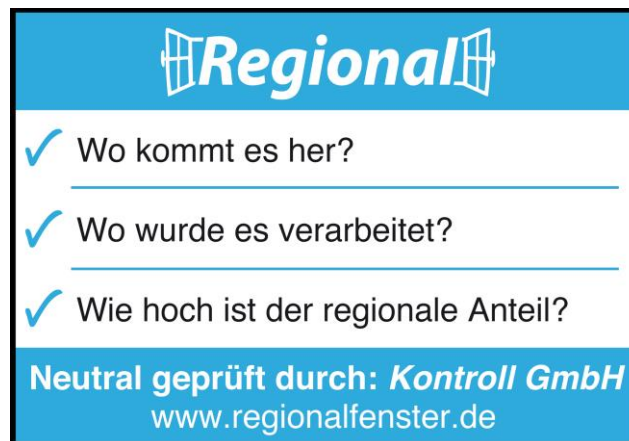 Regional
Wo kommt es her?
Wo wurde es verarbeitet?
Wie hoch ist der regionale Anteil?
Neutral geprüft durch: Kontroll GmbH
www.regionalfenster.de